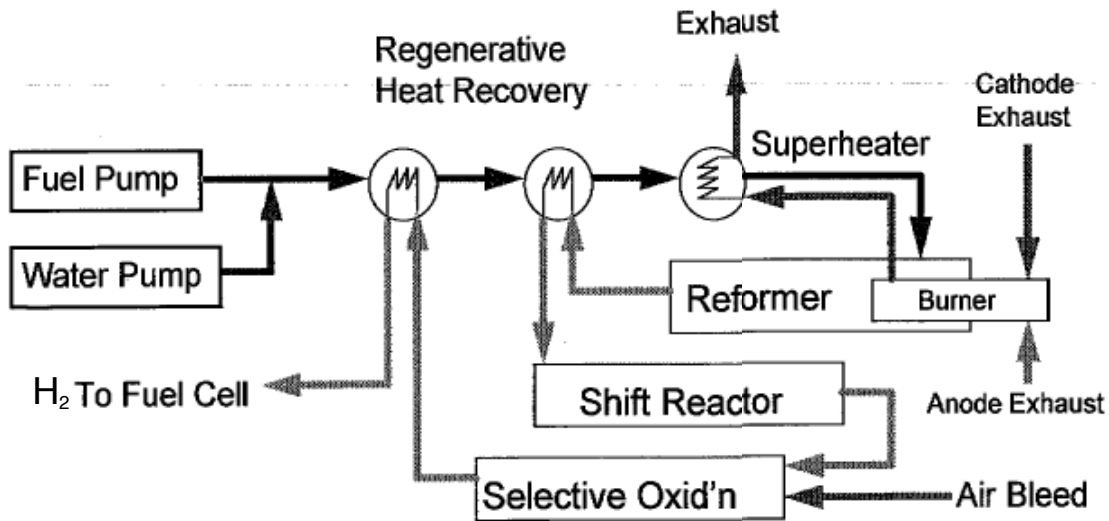 Regenerative
Heat Recovery
Exhaust
Cathode
Exhaust
Superheater
Fuel Pump
Water Pump
Reformer
Burner
H₂ To Fuel Cell
Shift Reactor
Anode Exhaust
Selective Oxid'n
Air Bleed